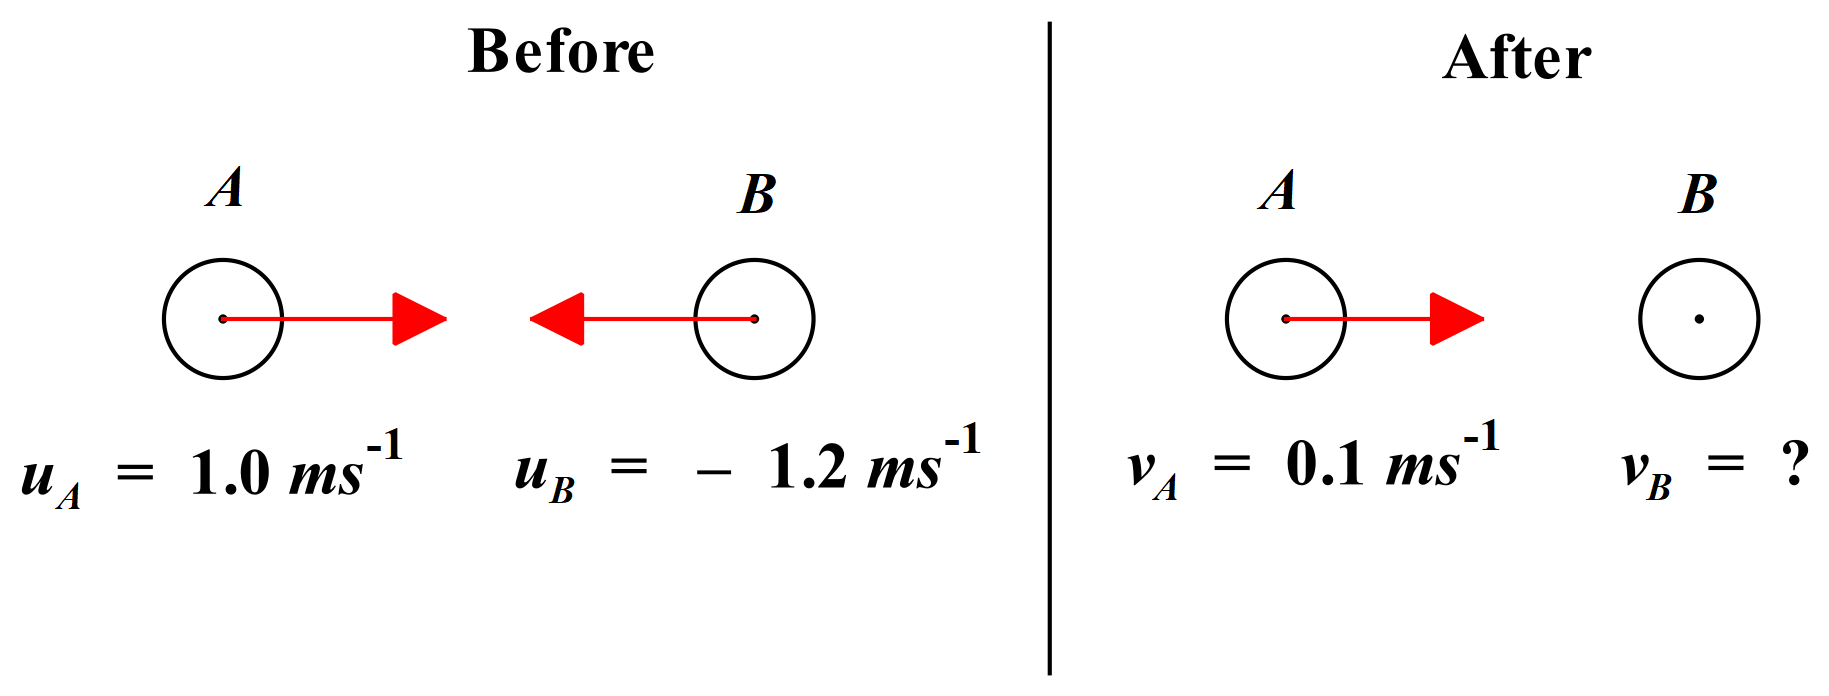 Before
After
A
B
A
B
u_A = 1.0 ms^-1
u_B = – 1.2 ms^-1
v_A = 0.1 ms^-1
v_B = ?